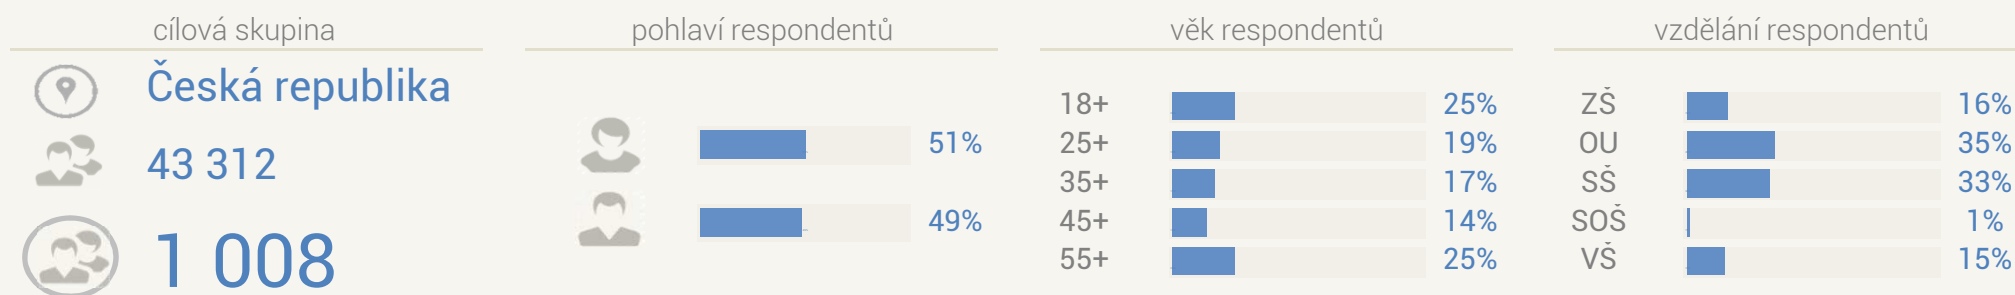 cílová skupina
Česká republika
43 312
1 008
pohlaví respondentů
51%
49%
věk respondentů
18+ 25%
25+ 19%
35+ 17%
45+ 14%
55+ 25%
vzdělání respondentů
ZŠ 16%
OU 35%
SŠ 33%
SOŠ 1%
VŠ 15%